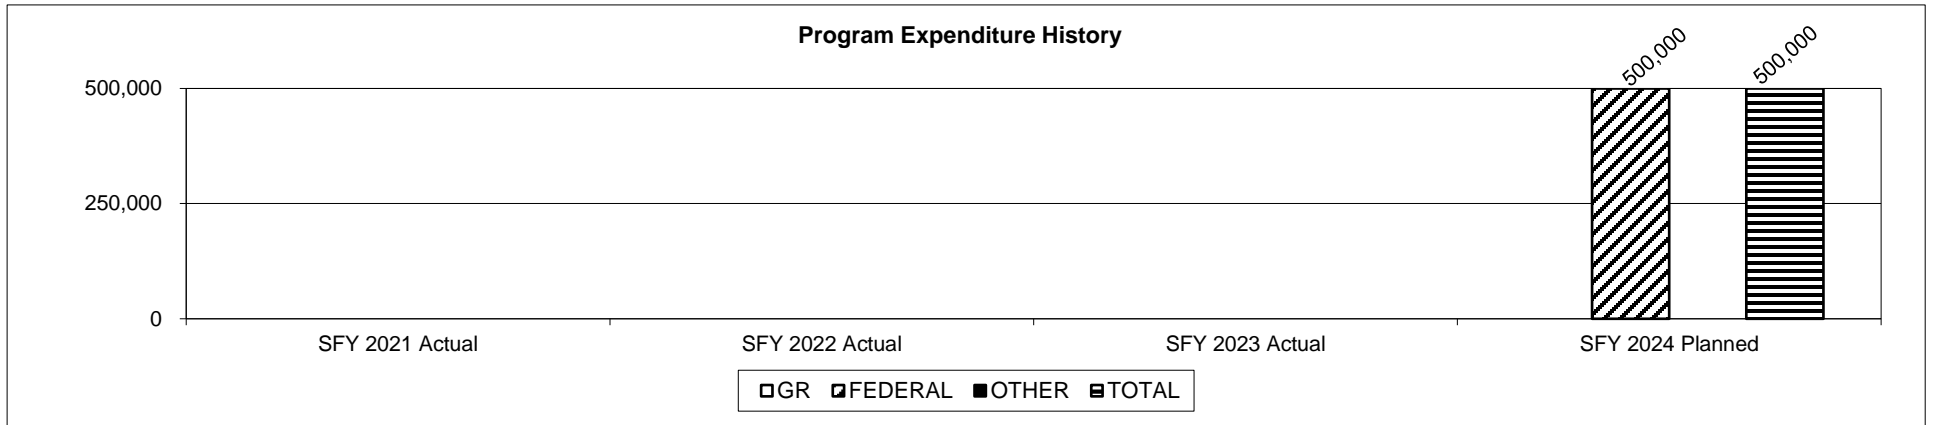 Program Expenditure History
500,000 500,000
500,000
250,000
0
SFY 2021 Actual SFY 2022 Actual SFY 2023 Actual SFY 2024 Planned
GR FEDERAL OTHER TOTAL